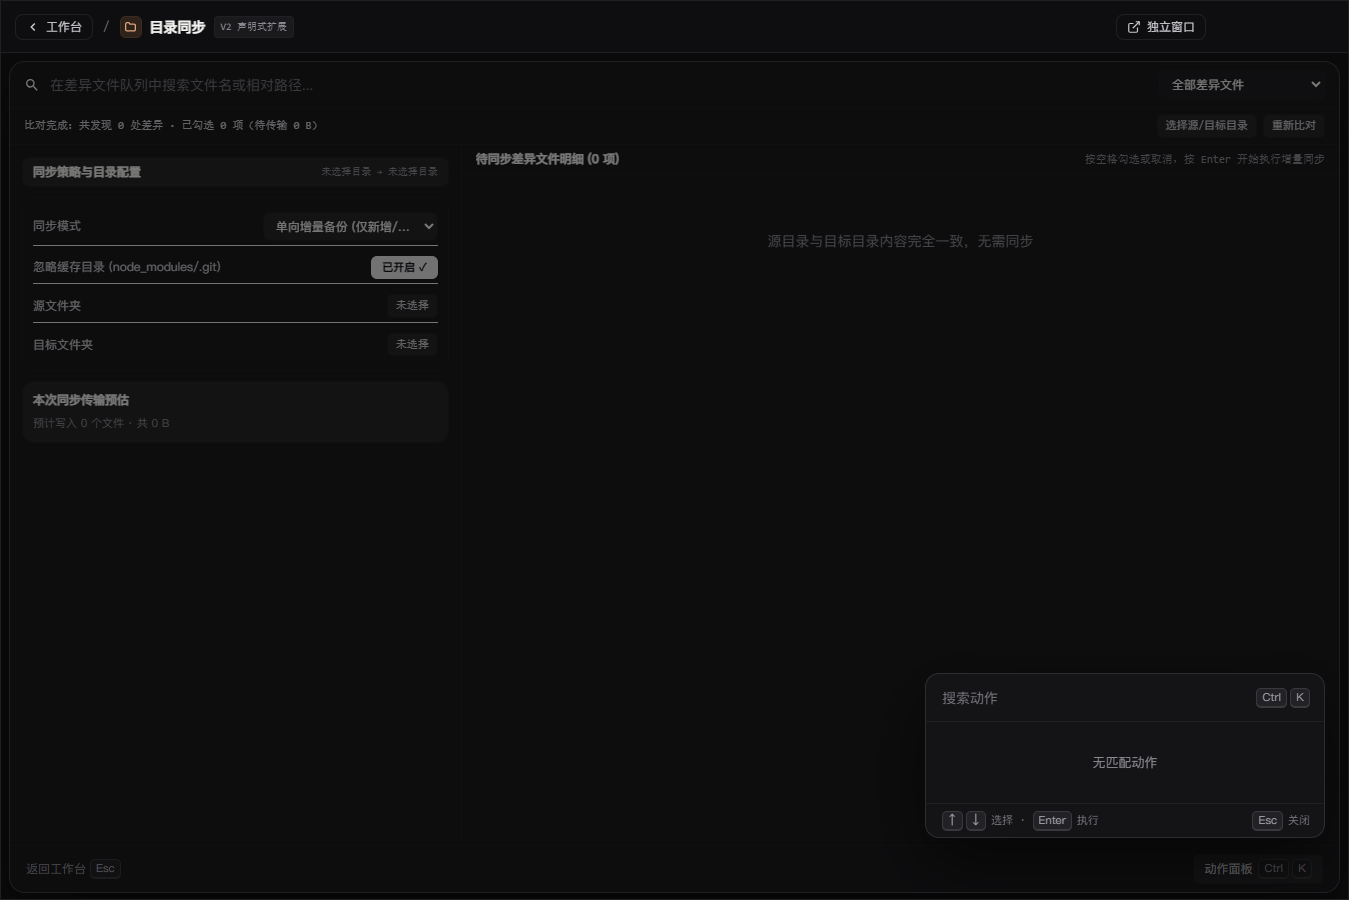 工作台 / 目录同步 V2 声明式扩展 独立窗口
在差异文件队列中搜索文件名或相对路径... 全部差异文件
比对完成: 共发现 0 处差异 · 已勾选 0 项 (待传输 0 B) 选择源/目标目录 重新比对
同步策略与目录配置 未选择目录 → 未选择目录
同步模式 单向增量备份 (仅新增/...
忽略缓存目录 (node_modules/.git) 已开启 ✓
源文件夹 未选择
目标文件夹 未选择
本次同步传输预估
预计写入 0 个文件 · 共 0 B
待同步差异文件明细 (0 项) 按空格勾选或取消，按 Enter 开始执行增量同步
源目录与目标目录内容完全一致，无需同步
搜索动作 Ctrl K
无匹配动作
↑ ↓ 选择 · Enter 执行 Esc 关闭
返回工作台 Esc 动作面板 Ctrl K